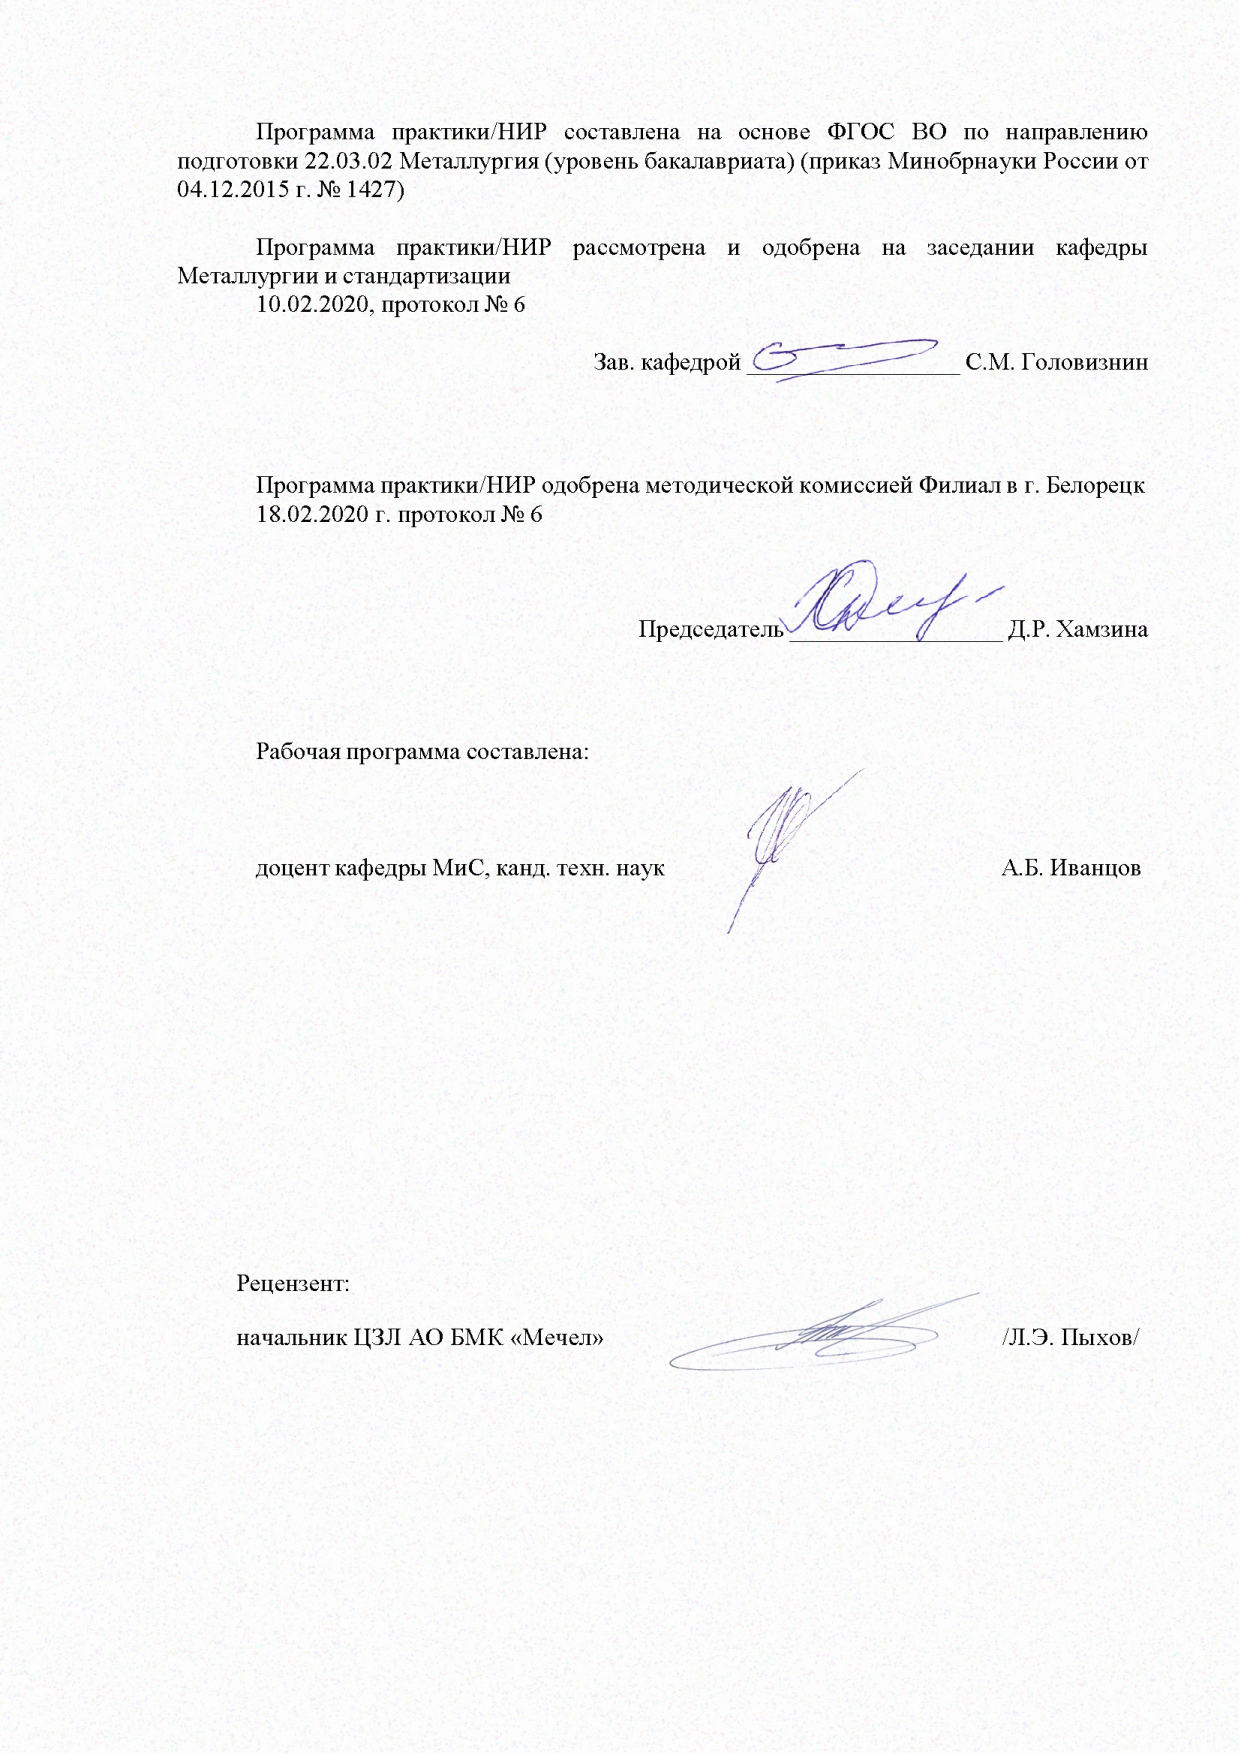 Программа практики/НИР составлена на основе ФГОС ВО по направлению
подготовки 22.03.02 Металлургия (уровень бакалавриата) (приказ Минобрнауки России от
04.12.2015 г. № 1427)
Программа практики/НИР рассмотрена и одобрена на заседании кафедры
Металлургии и стандартизации
10.02.2020, протокол № 6
Зав. кафедрой _________________ С.М. Головизнин
Программа практики/НИР одобрена методической комиссией Филиал в г. Белорецк
18.02.2020 г. протокол № 6
Председатель _________________ Д.Р. Хамзина
Рабочая программа составлена:
доцент кафедры МиС, канд. техн. наук А.Б. Иванцов
Рецензент:
начальник ЦЗЛ АО БМК «Мечел» /Л.Э. Пыхов/